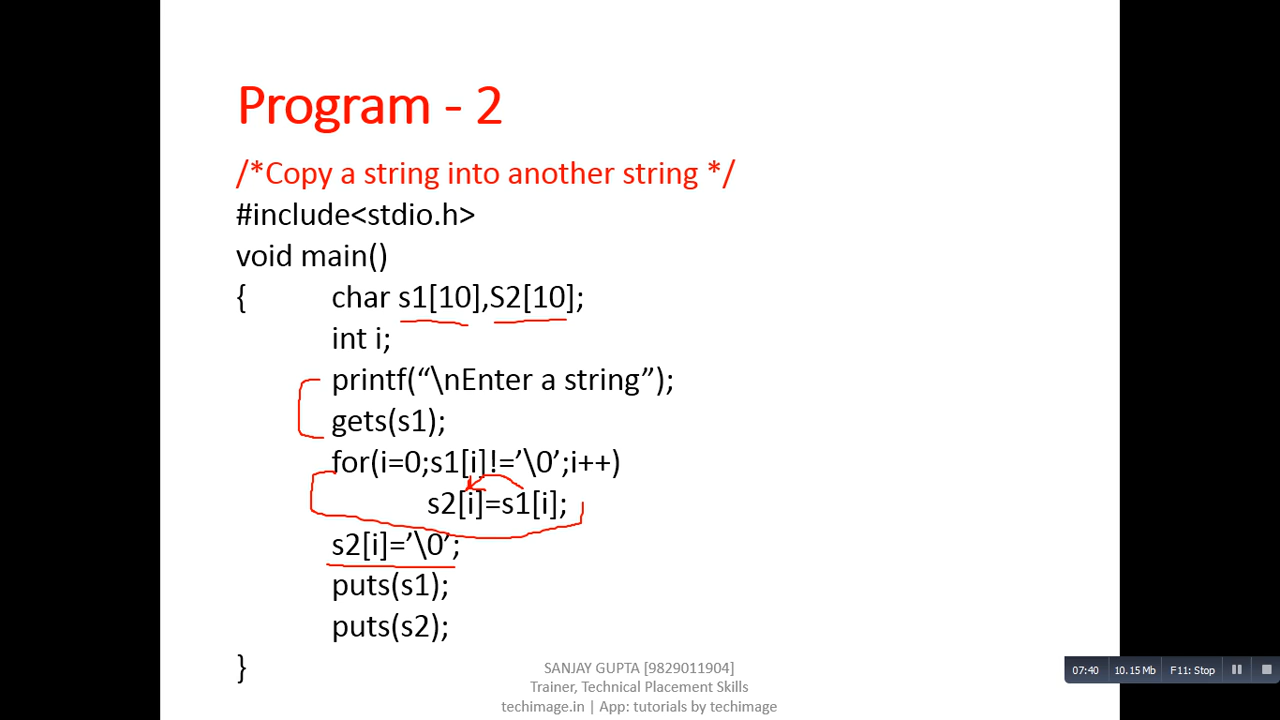 Program - 2
/*Copy a string into another string */
#include<stdio.h>
void main()
{ char s1[10],S2[10];
int i;
printf(“\nEnter a string”);
gets(s1);
for(i=0;s1[i]!=’\0’;i++)
s2[i]=s1[i];
s2[i]=’\0’;
puts(s1);
puts(s2);
}
SANJAY GUPTA [9829011904]
Trainer, Technical Placement Skills
techimage.in | App: tutorials by techimage
07:40 10.15 Mb F11: Stop